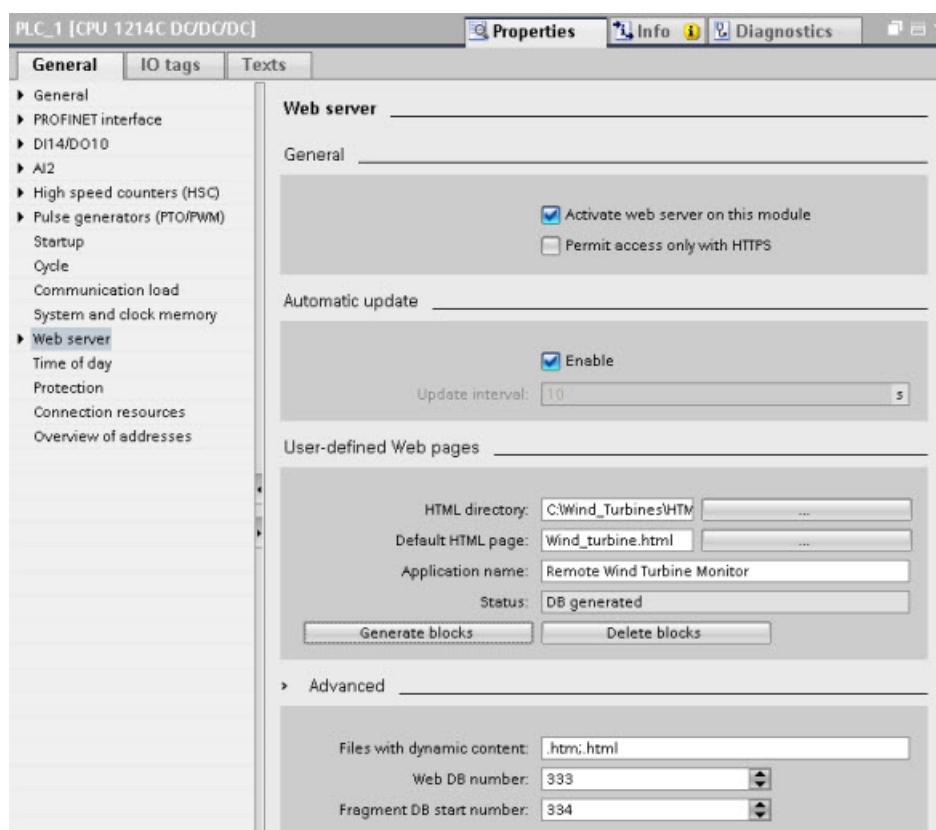 PLC_1 [CPU 1214C DC/DC/DC]
Properties
Info
Diagnostics
General
IO tags
Texts
General
PROFINET interface
DI14/DO10
AI2
High speed counters (HSC)
Pulse generators (PTO/PWM)
Startup
Cycle
Communication load
System and clock memory
Web server
Time of day
Protection
Connection resources
Overview of addresses
Web server
General
Activate web server on this module
Permit access only with HTTPS
Automatic update
Enable
Update interval: 10 s
User-defined Web pages
HTML directory: C:\Wind_Turbines\HTM ...
Default HTML page: Wind_turbine.html ...
Application name: Remote Wind Turbine Monitor
Status: DB generated
Generate blocks Delete blocks
Advanced
Files with dynamic content: .htm;.html
Web DB number: 333
Fragment DB start number: 334